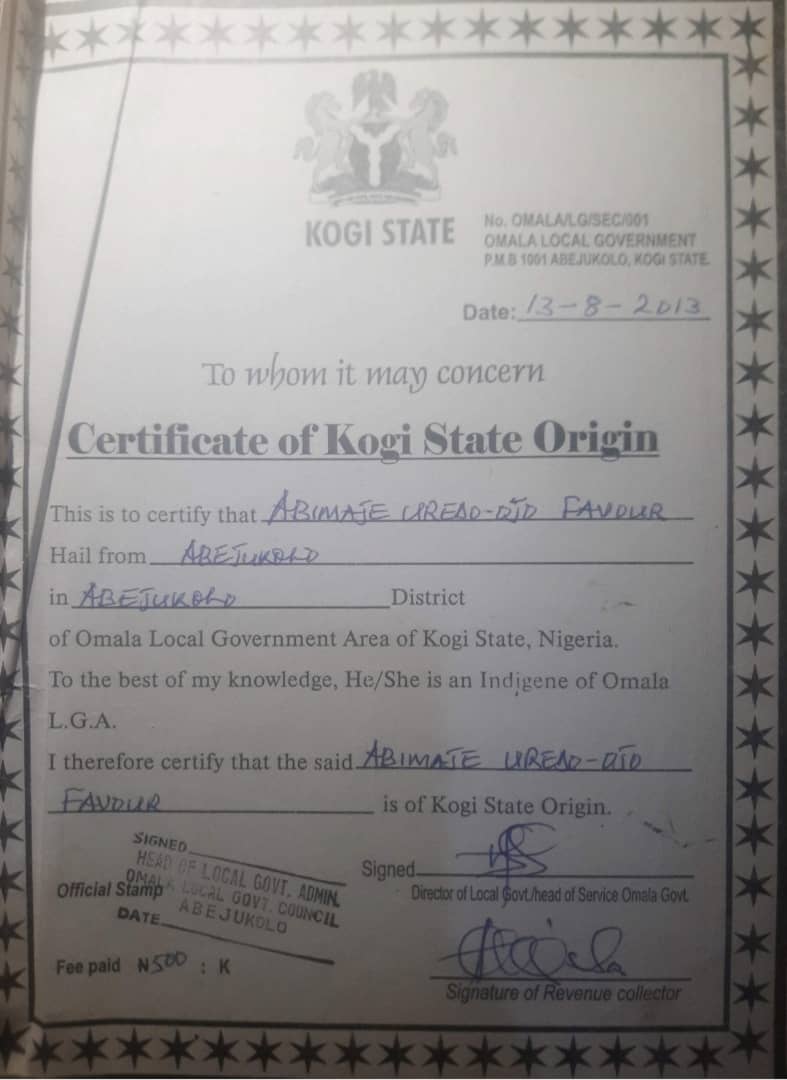 KOGI STATE
No. OMALA/LG/SEC/001
OMALA LOCAL GOVERNMENT
P.M.B 1001 ABEJUKOLO, KOGI STATE.
Date: 13-8-2013
To whom it may concern
Certificate of Kogi State Origin
This is to certify that ABIMAJE UREDO-OJO FAVOUR
Hail from ABEJUKOLO
in ABEJUKOLO District
of Omala Local Government Area of Kogi State, Nigeria.
To the best of my knowledge, He/She is an Indigene of Omala
L.G.A.
I therefore certify that the said ABIMAJE UREDO-OJO
FAVOUR is of Kogi State Origin.
SIGNED
HEAD OF LOCAL GOVT. ADMIN.
OMALA LOCAL GOVT. COUNCIL
ABEJUKOLO
DATE
Official Stamp
Signed
Director of Local Govt./head of Service Omala Govt.
Fee paid N500 : K
Signature of Revenue collector